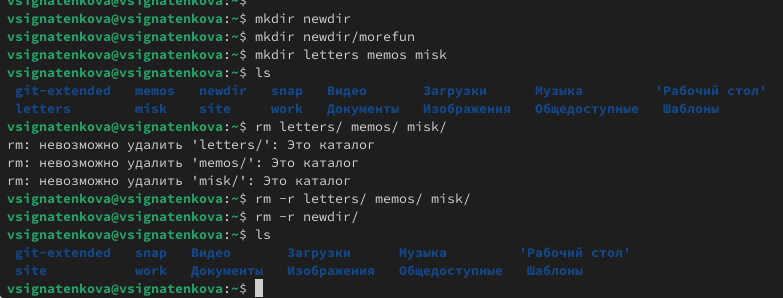 vsignatenkova@vsignatenkova:~$
vsignatenkova@vsignatenkova:~$ mkdir newdir
vsignatenkova@vsignatenkova:~$ mkdir newdir/morefun
vsignatenkova@vsignatenkova:~$ mkdir letters memos misk
vsignatenkova@vsignatenkova:~$ ls
git-extended memos newdir snap Видео Загрузки Музыка 'Рабочий стол'
letters misk site work Документы Изображения Общедоступные Шаблоны
vsignatenkova@vsignatenkova:~$ rm letters/ memos/ misk/
rm: невозможно удалить 'letters/': Это каталог
rm: невозможно удалить 'memos/': Это каталог
rm: невозможно удалить 'misk/': Это каталог
vsignatenkova@vsignatenkova:~$ rm -r letters/ memos/ misk/
vsignatenkova@vsignatenkova:~$ rm -r newdir/
vsignatenkova@vsignatenkova:~$ ls
git-extended snap Видео Загрузки Музыка 'Рабочий стол'
site work Документы Изображения Общедоступные Шаблоны
vsignatenkova@vsignatenkova:~$